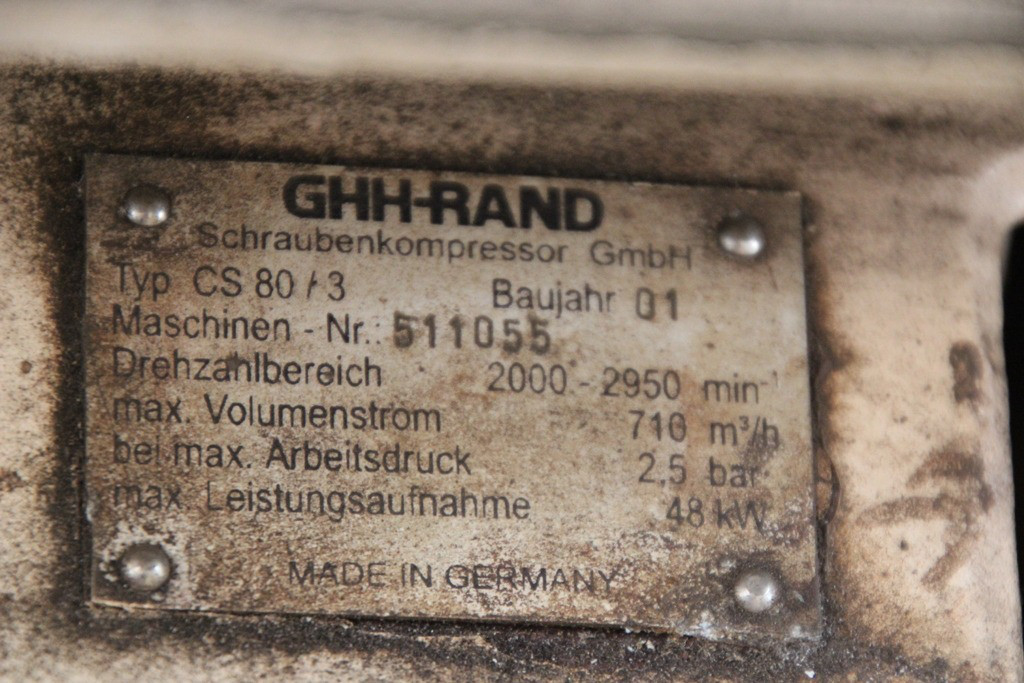 GHH-RAND
Schraubenkompressor GmbH
Typ CS 80 / 3 Baujahr 01
Maschinen - Nr.: 511055
Drehzahlbereich 2000 - 2950 min⁻¹
max. Volumenstrom 710 m³/h
bei max. Arbeitsdruck 2,5 bar
max. Leistungsaufnahme 48 kW
MADE IN GERMANY